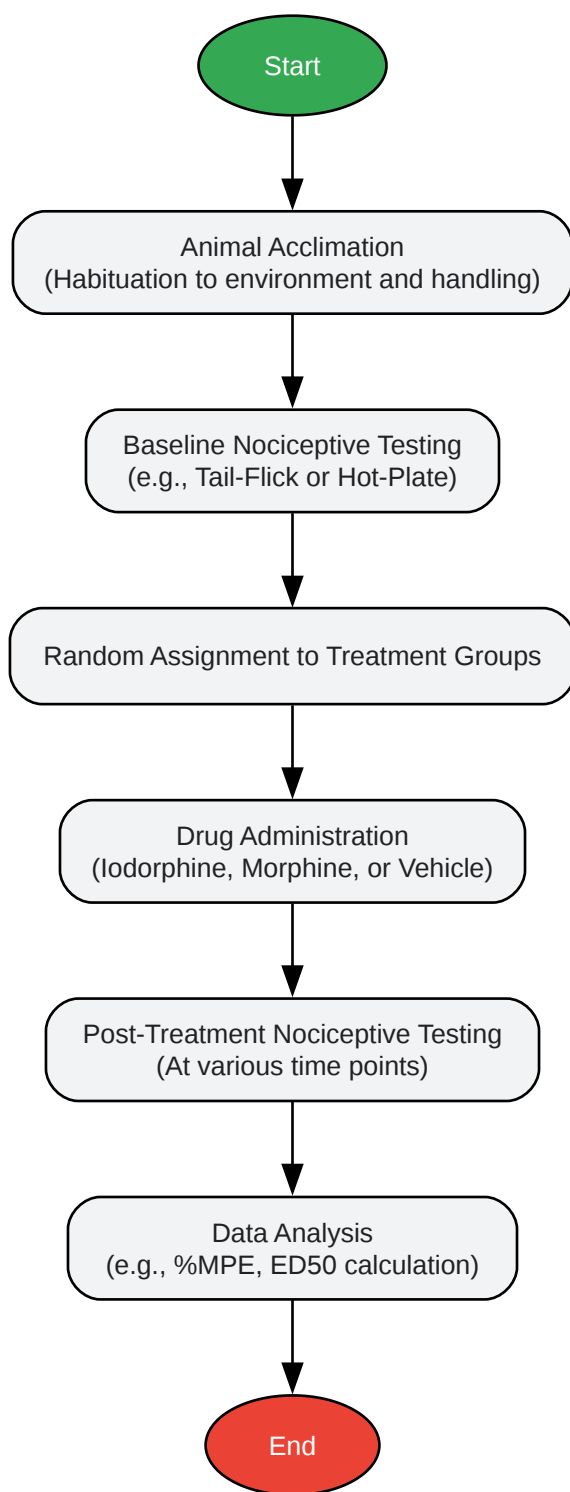 Start
Animal Acclimation
(Habituation to environment and handling)
Baseline Nociceptive Testing
(e.g., Tail-Flick or Hot-Plate)
Random Assignment to Treatment Groups
Drug Administration
(Iodorphine, Morphine, or Vehicle)
Post-Treatment Nociceptive Testing
(At various time points)
Data Analysis
(e.g., %MPE, ED50 calculation)
End